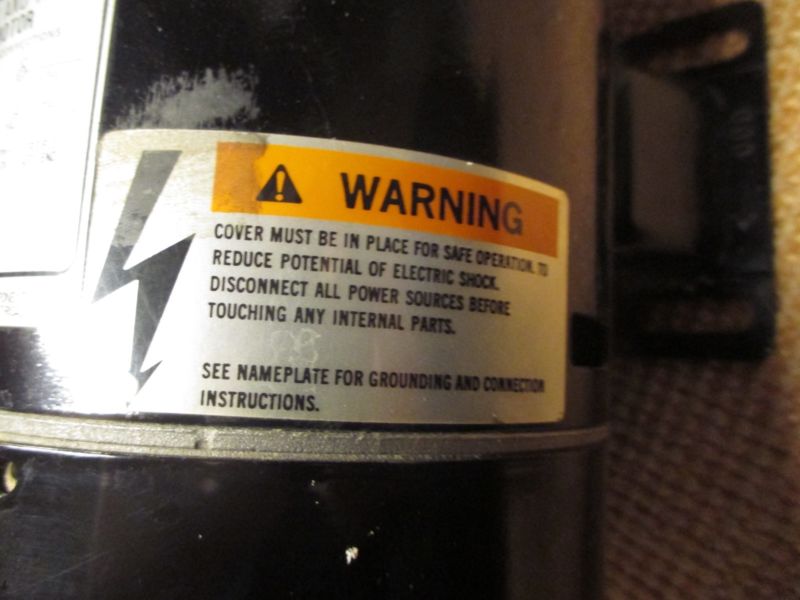 WARNING
COVER MUST BE IN PLACE FOR SAFE OPERATION. TO
REDUCE POTENTIAL OF ELECTRIC SHOCK.
DISCONNECT ALL POWER SOURCES BEFORE
TOUCHING ANY INTERNAL PARTS.
SEE NAMEPLATE FOR GROUNDING AND CONNECTION
INSTRUCTIONS.